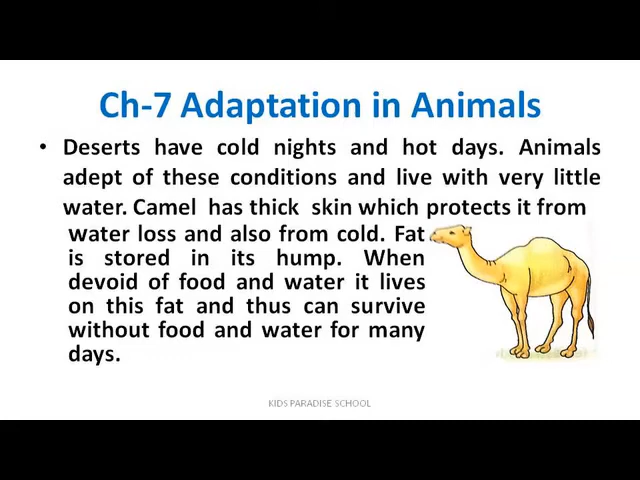 Ch-7 Adaptation in Animals
• Deserts have cold nights and hot days. Animals
adept of these conditions and live with very little
water. Camel has thick skin which protects it from
water loss and also from cold. Fat
is stored in its hump. When
devoid of food and water it lives
on this fat and thus can survive
without food and water for many
days.
KIDS PARADISE SCHOOL